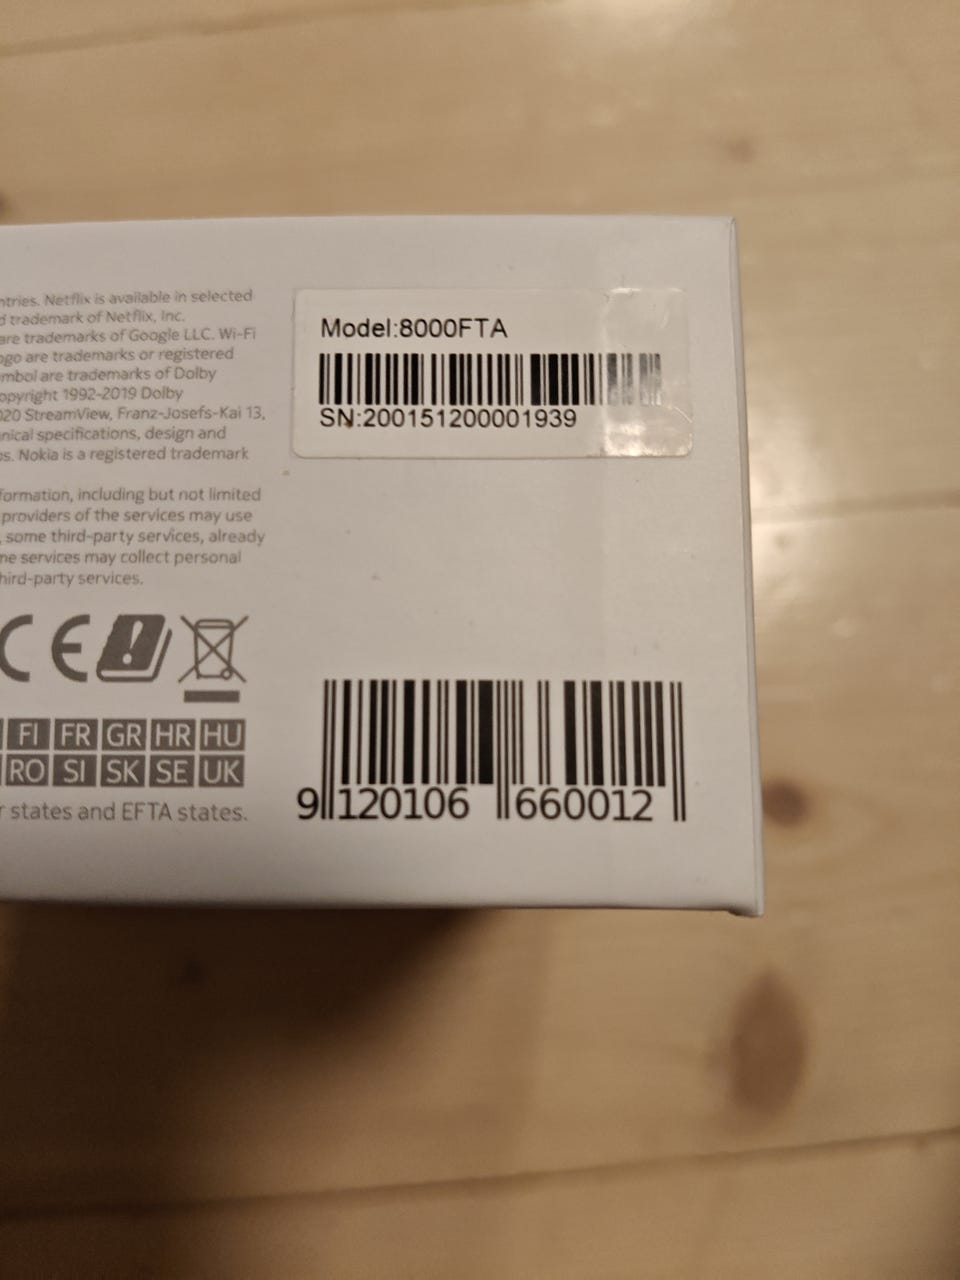 ntries. Netflix is available in selected
d trademark of Netflix, Inc.
are trademarks of Google LLC. Wi-Fi
ogo are trademarks or registered
mbol are trademarks of Dolby
opyright 1992-2019 Dolby
020 StreamView, Franz-Josefs-Kai 13,
nical specifications, design and
os. Nokia is a registered trademark
formation, including but not limited
providers of the services may use
, some third-party services, already
me services may collect personal
hird-party services.
CE
FI FR GR HR HU
RO SI SK SE UK
r states and EFTA states.
Model:8000FTA
SN:200151200001939
9 120106 660012